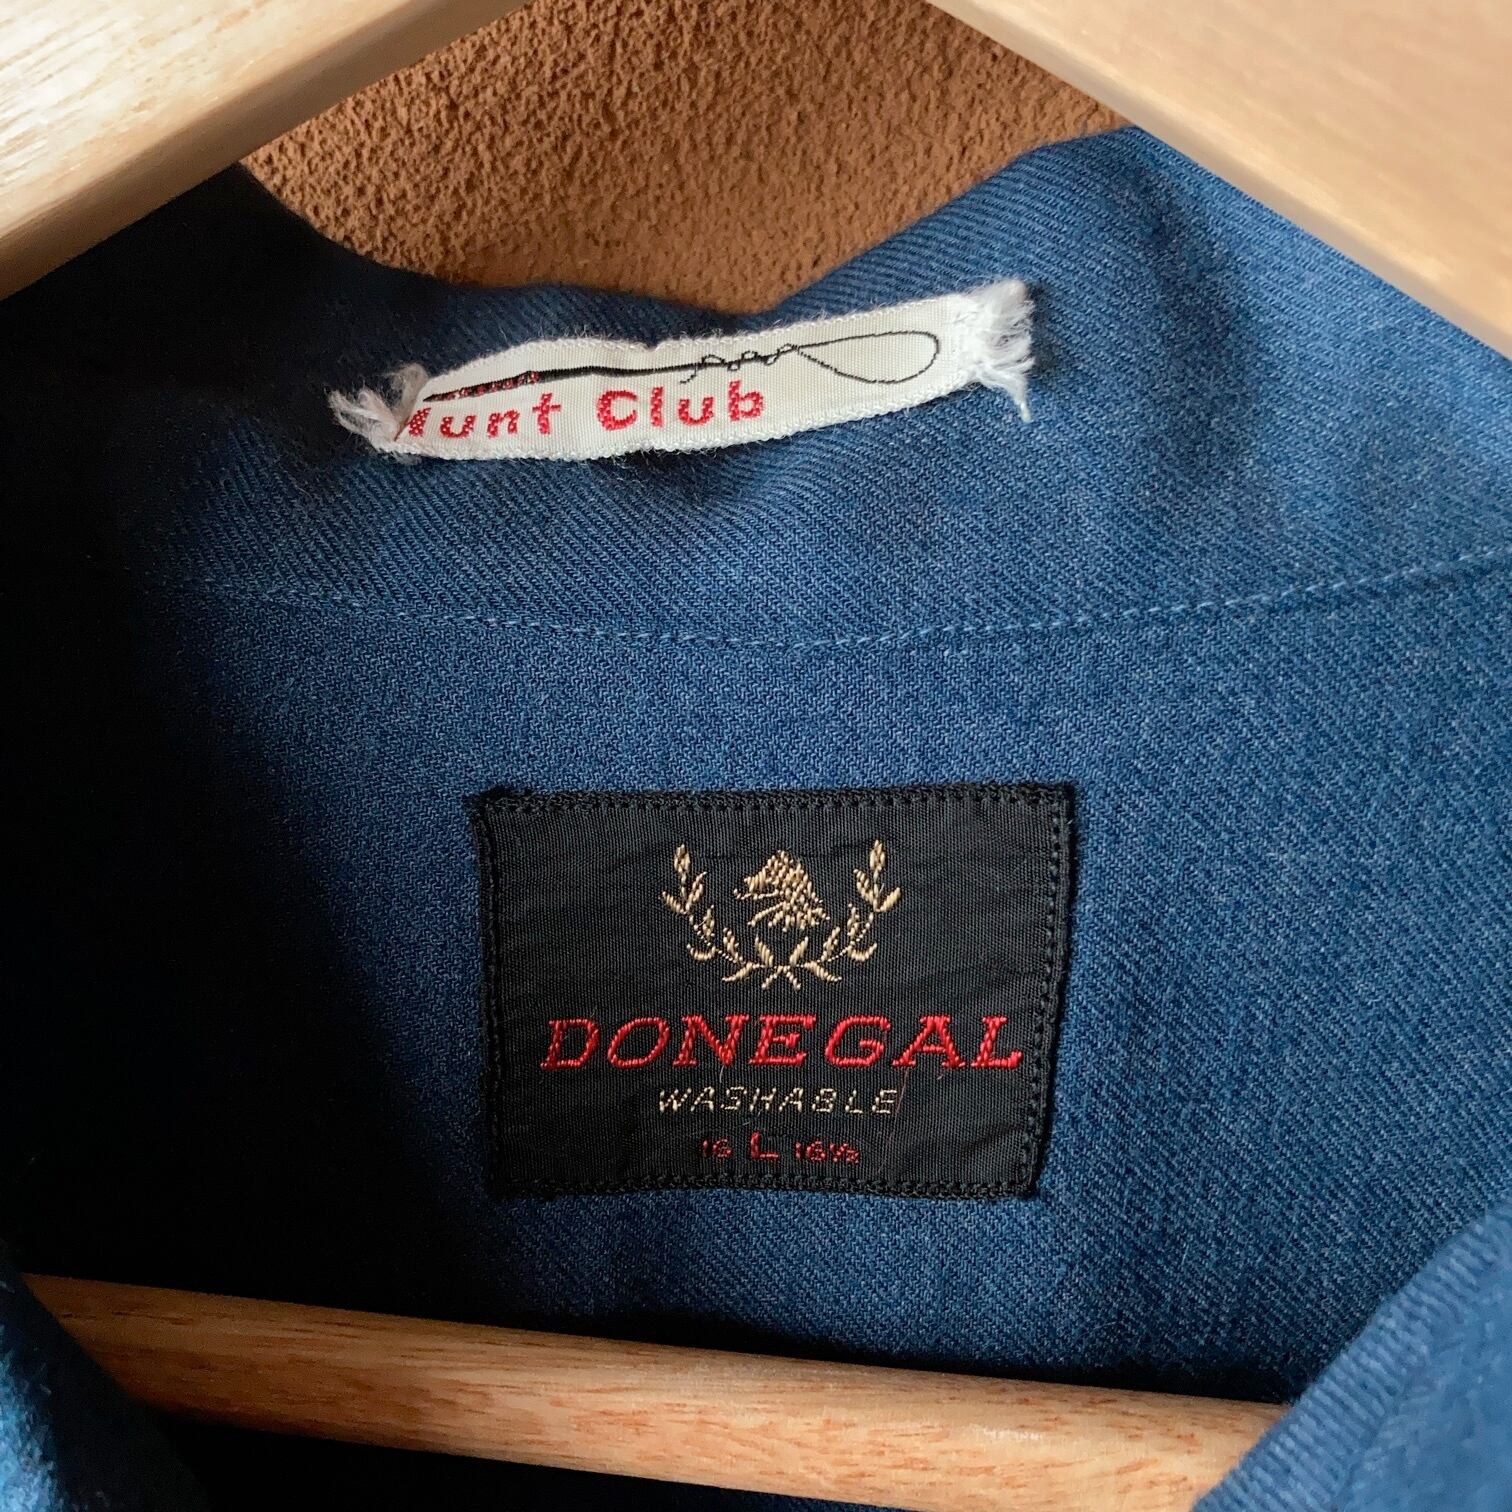 Hunt Club
DONEGAL
WASHABLE
16 L 16½